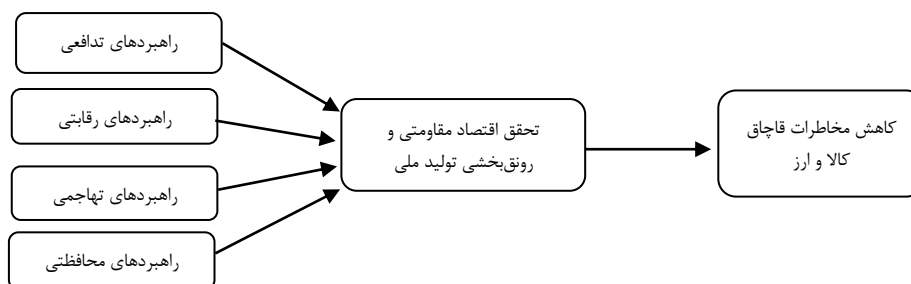 راهبردهای تدافعی
راهبردهای رقابتی
راهبردهای تهاجمی
راهبردهای محافظتی
تحقق اقتصاد مقاومتی و
رونق‌بخشی تولید ملی
کاهش مخاطرات قاچاق
کالا و ارز